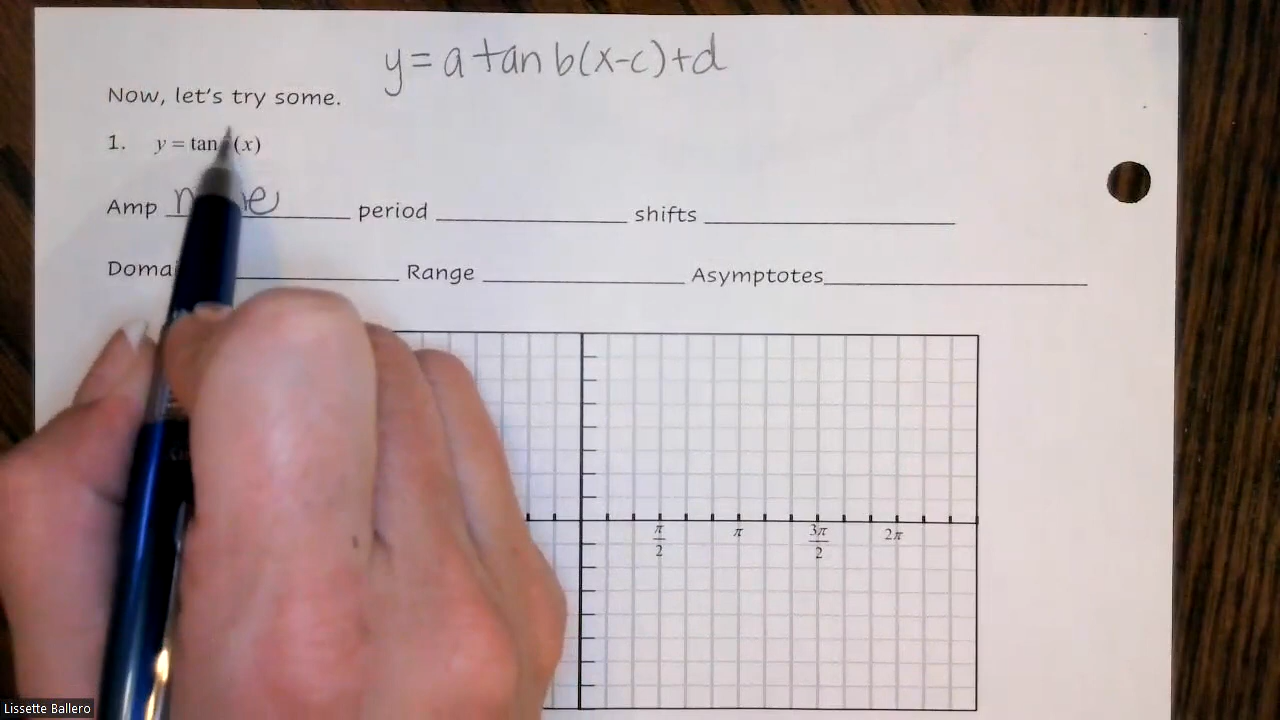 y = a tan b(x-c)+d
Now, let's try some.
1. y = tan (x)
Amp period shifts
Range Asymptotes
π/2 π 3π/2 2π
Lissette Ballero